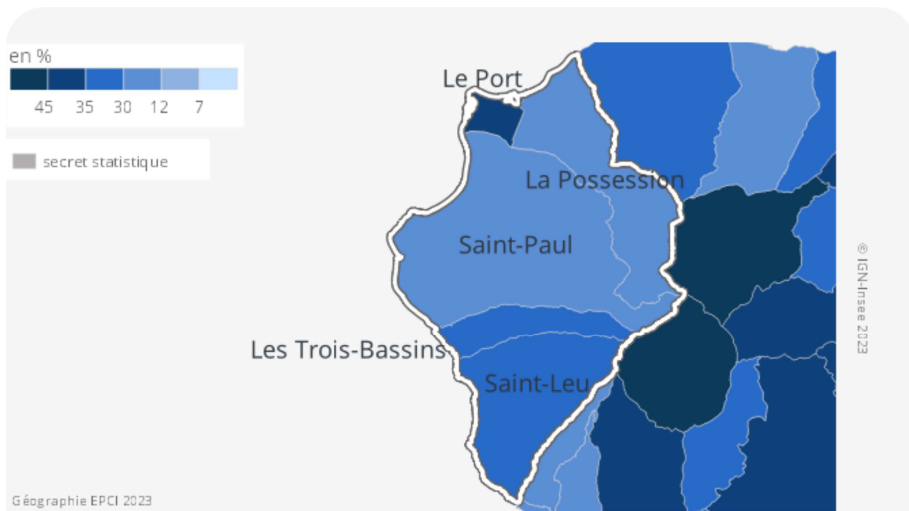 en %
45 35 30 12 7
secret statistique
Le Port
La Possession
Saint-Paul
Les Trois-Bassins
Saint-Leu
© IGN-Insee 2023
Géographie EPCI 2023